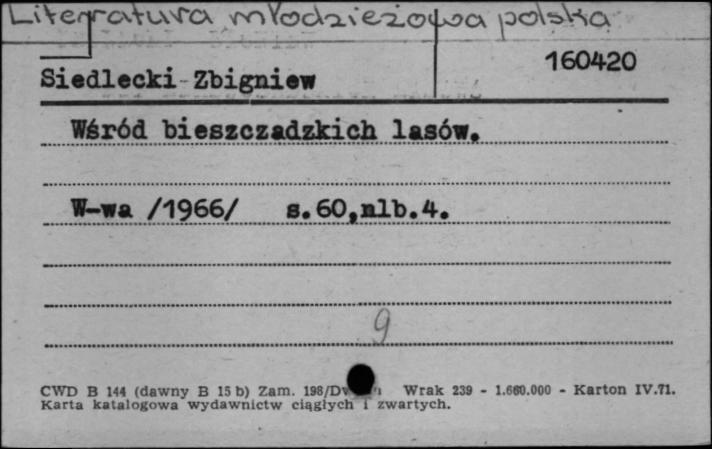 Literatura młodzieżowa polska
160420
Siedlecki Zbigniew
Wśród bieszczadzkich lasów.
W-wa /1966/ s.60,nlb.4.
9
CWD B 144 (dawny B 15 b) Zam. 198/Dw Wrak 239 - 1.660.000 - Karton IV.71.
Karta katalogowa wydawnictw ciągłych i zwartych.